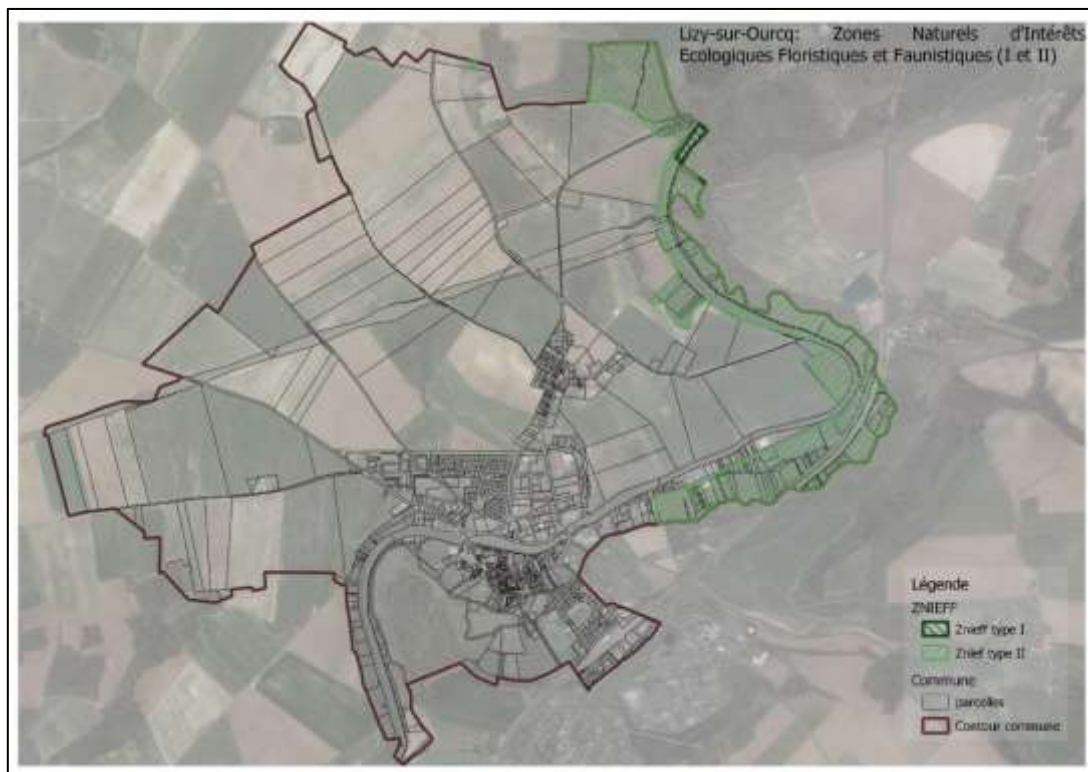 Lizy-sur-Ourcq: Zones Naturels d'Intérêts
Ecologiques Floristiques et Faunistiques (I et II)
Légende
ZNIEFF
Znieff type I
Znief type II
Commune
parcelles
Contour commune